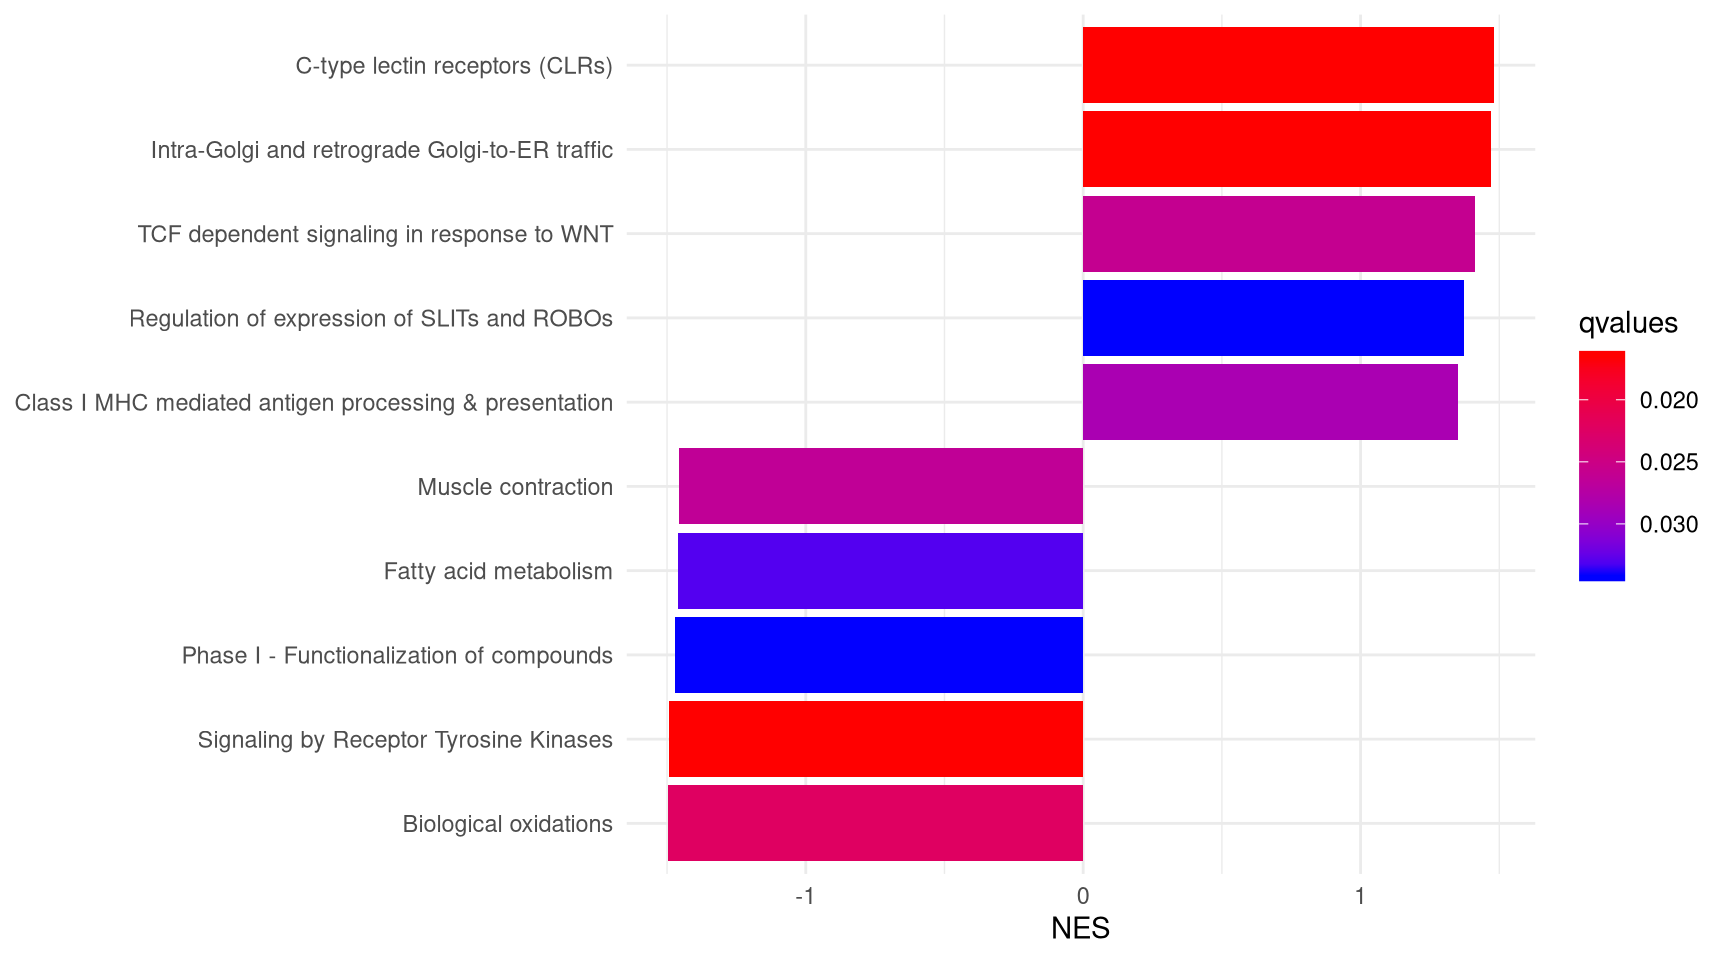 C-type lectin receptors (CLRs)
Intra-Golgi and retrograde Golgi-to-ER traffic
TCF dependent signaling in response to WNT
Regulation of expression of SLITs and ROBOs
Class I MHC mediated antigen processing & presentation
Muscle contraction
Fatty acid metabolism
Phase I - Functionalization of compounds
Signaling by Receptor Tyrosine Kinases
Biological oxidations
-1 0 1
NES
qvalues
0.020
0.025
0.030